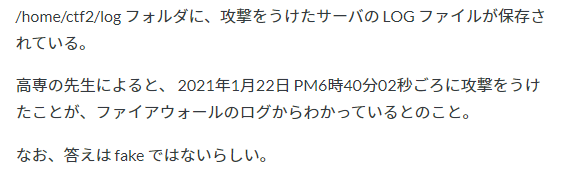 /home/ctf2/log フォルダに、攻撃をうけたサーバの LOG ファイルが保存さ
れている。
高専の先生によると、 2021年1月22日 PM6時40分02秒ごろに攻撃をうけ
たことが、ファイアウォールのログからわかっているとのこと。
なお、答えは fake ではないらしい。